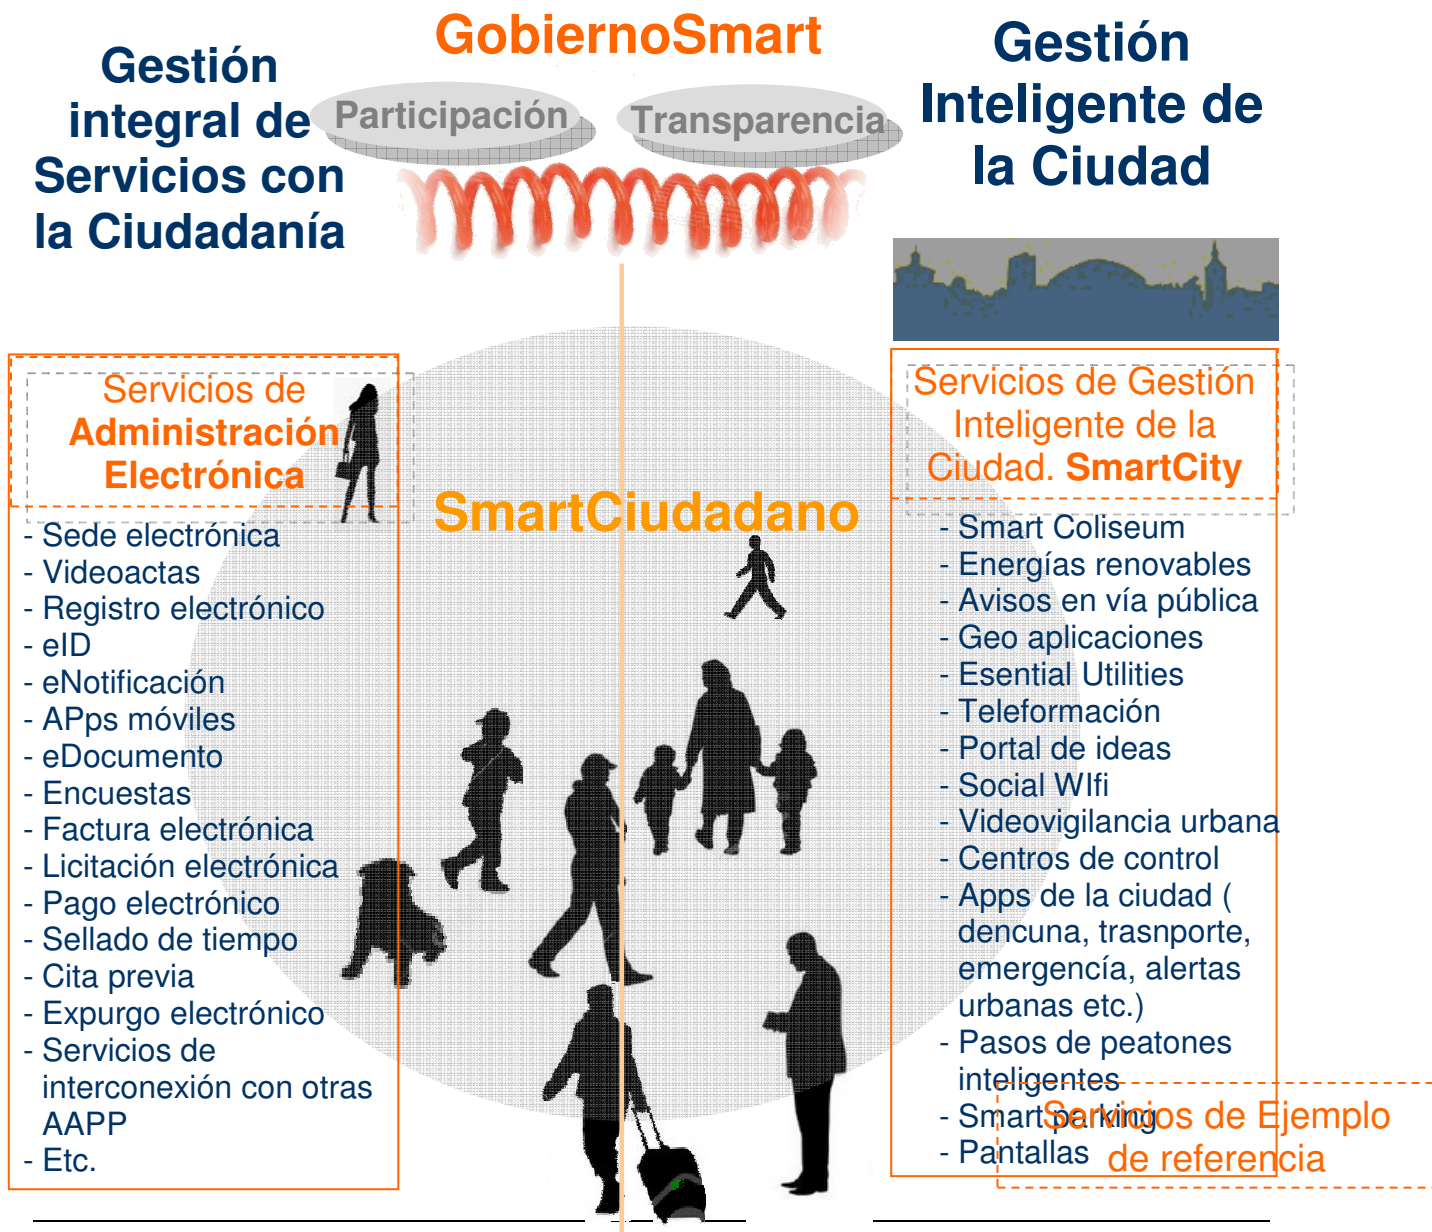 GobiernoSmart
Participación
Transparencia
Gestión
integral de
Servicios con
la Ciudadanía
Gestión
Inteligente de
la Ciudad
Servicios de
Administración
Electrónica
- Sede electrónica
- Videoactas
- Registro electrónico
- eID
- eNotificación
- APps móviles
- eDocumento
- Encuestas
- Factura electrónica
- Licitación electrónica
- Pago electrónico
- Sellado de tiempo
- Cita previa
- Expurgo electrónico
- Servicios de
interconexión con otras
AAPP
- Etc.
SmartCiudadano
Servicios de Gestión
Inteligente de la
Ciudad. SmartCity
- Smart Coliseum
- Energías renovables
- Avisos en vía pública
- Geo aplicaciones
- Esential Utilities
- Teleformación
- Portal de ideas
- Social WIfi
- Videovigilancia urbana
- Centros de control
- Apps de la ciudad (
dencuna, trasnporte,
emergencía, alertas
urbanas etc.)
- Pasos de peatones
inteligentes
- Smart parking
- Pantallas
Servicios de Ejemplo
de referencia